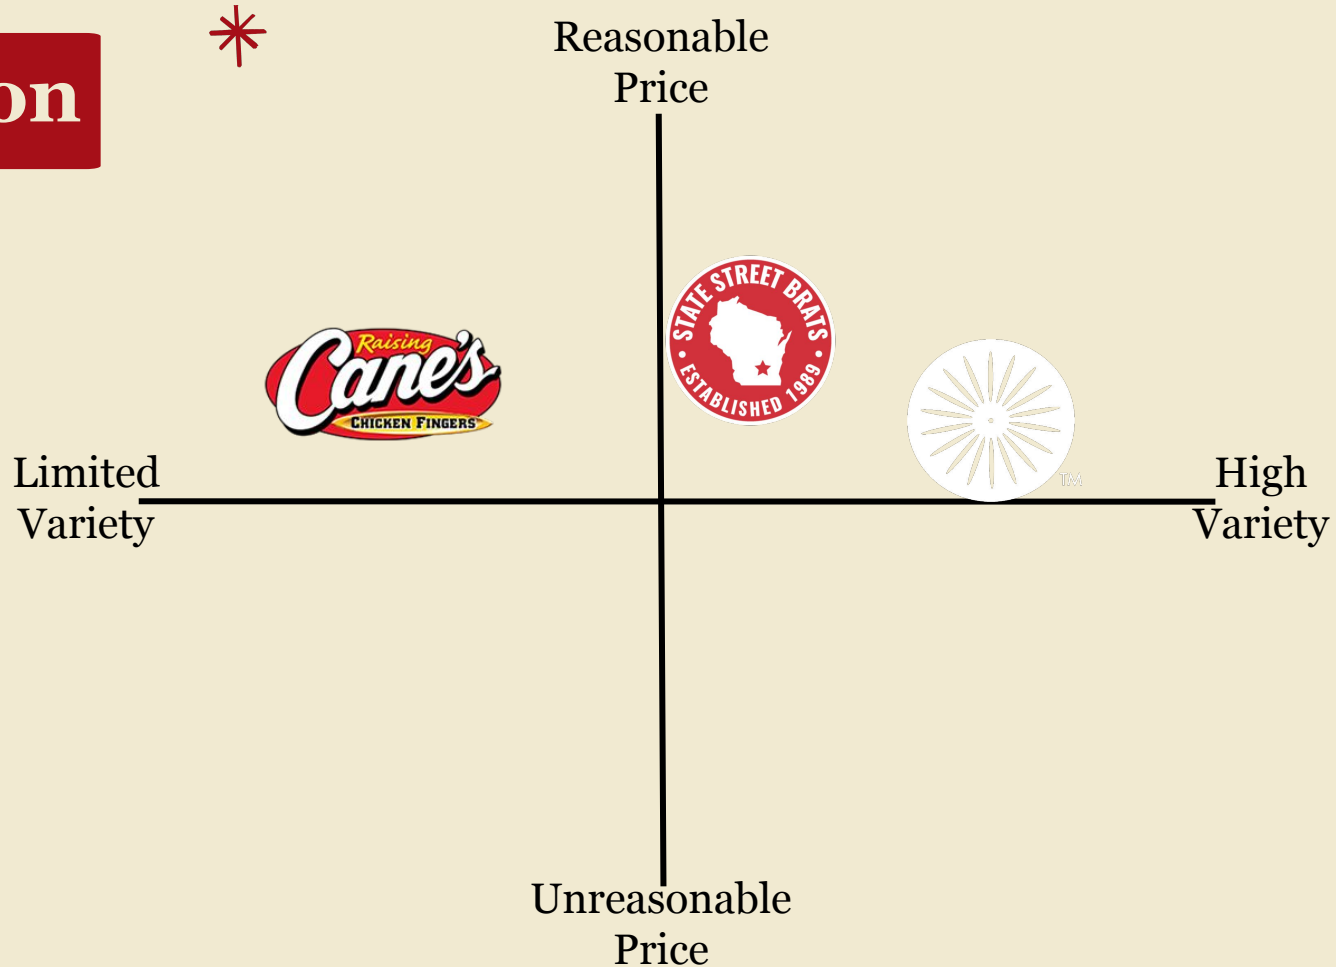 on
Reasonable
Price
STATE STREET BRATS
• ESTABLISHED 1989 •
Raising
Cane's
CHICKEN FINGERS
TM
Limited
Variety
High
Variety
Unreasonable
Price